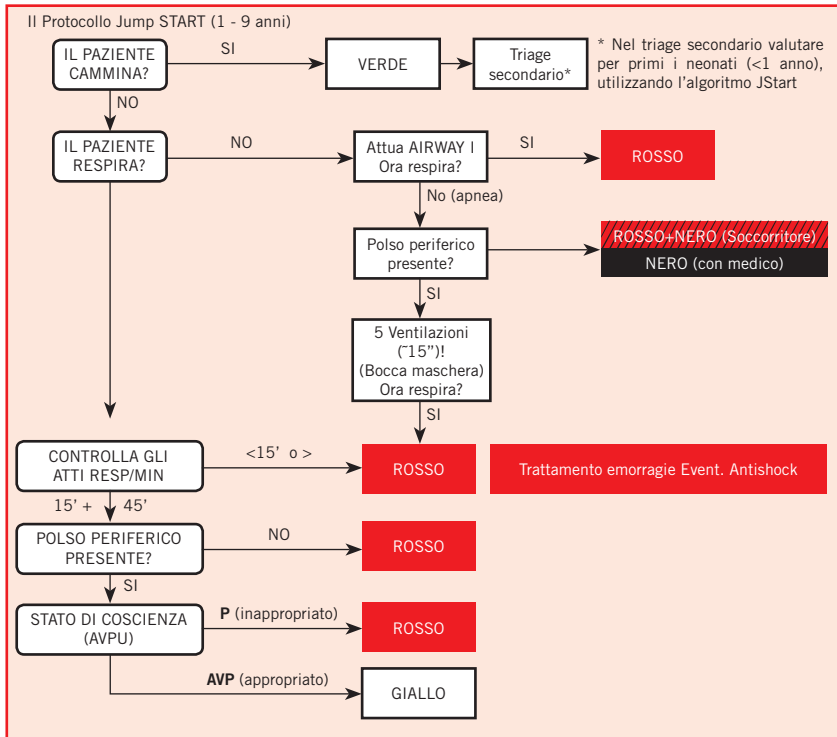 Il Protocollo Jump START (1 - 9 anni)
IL PAZIENTE
CAMMINA?
SI
VERDE
Triage
secondario*
* Nel triage secondario valutare
per primi i neonati (<1 anno),
utilizzando l'algoritmo JStart
NO
IL PAZIENTE
RESPIRA?
NO
Attua AIRWAY I
Ora respira?
SI
ROSSO
No (apnea)
Polso periferico
presente?
ROSSO+NERO (Soccorritore)
NERO (con medico)
SI
5 Ventilazioni
(~15")!
(Bocca maschera)
Ora respira?
SI
CONTROLLA GLI
ATTI RESP/MIN
<15' o >
ROSSO
Trattamento emorragie Event. Antishock
15' + 45'
POLSO PERIFERICO
PRESENTE?
NO
ROSSO
SI
STATO DI COSCIENZA
(AVPU)
P (inappropriato)
ROSSO
AVP (appropriato)
GIALLO